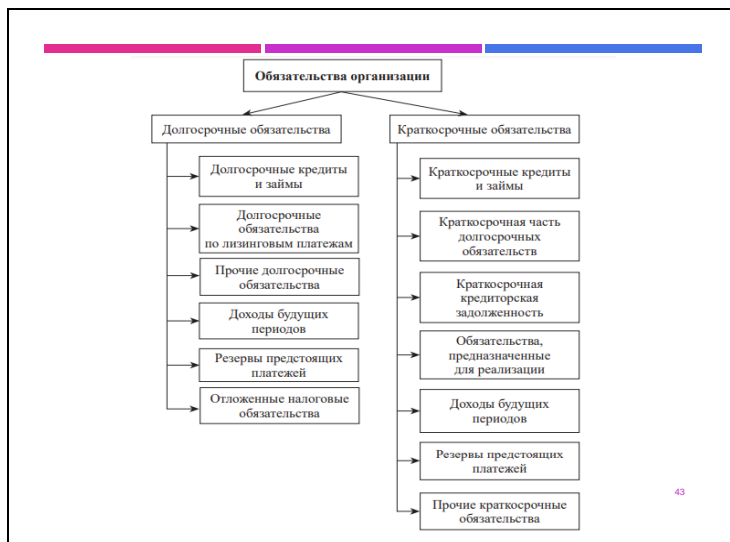 Обязательства организации
Долгосрочные обязательства
Долгосрочные кредиты
и займы
Долгосрочные
обязательства
по лизинговым платежам
Прочие долгосрочные
обязательства
Доходы будущих
периодов
Резервы предстоящих
платежей
Отложенные налоговые
обязательства
Краткосрочные обязательства
Краткосрочные кредиты
и займы
Краткосрочная часть
долгосрочных
обязательств
Краткосрочная
кредиторская
задолженность
Обязательства,
предназначенные
для реализации
Доходы будущих
периодов
Резервы предстоящих
платежей
Прочие краткосрочные
обязательства
43